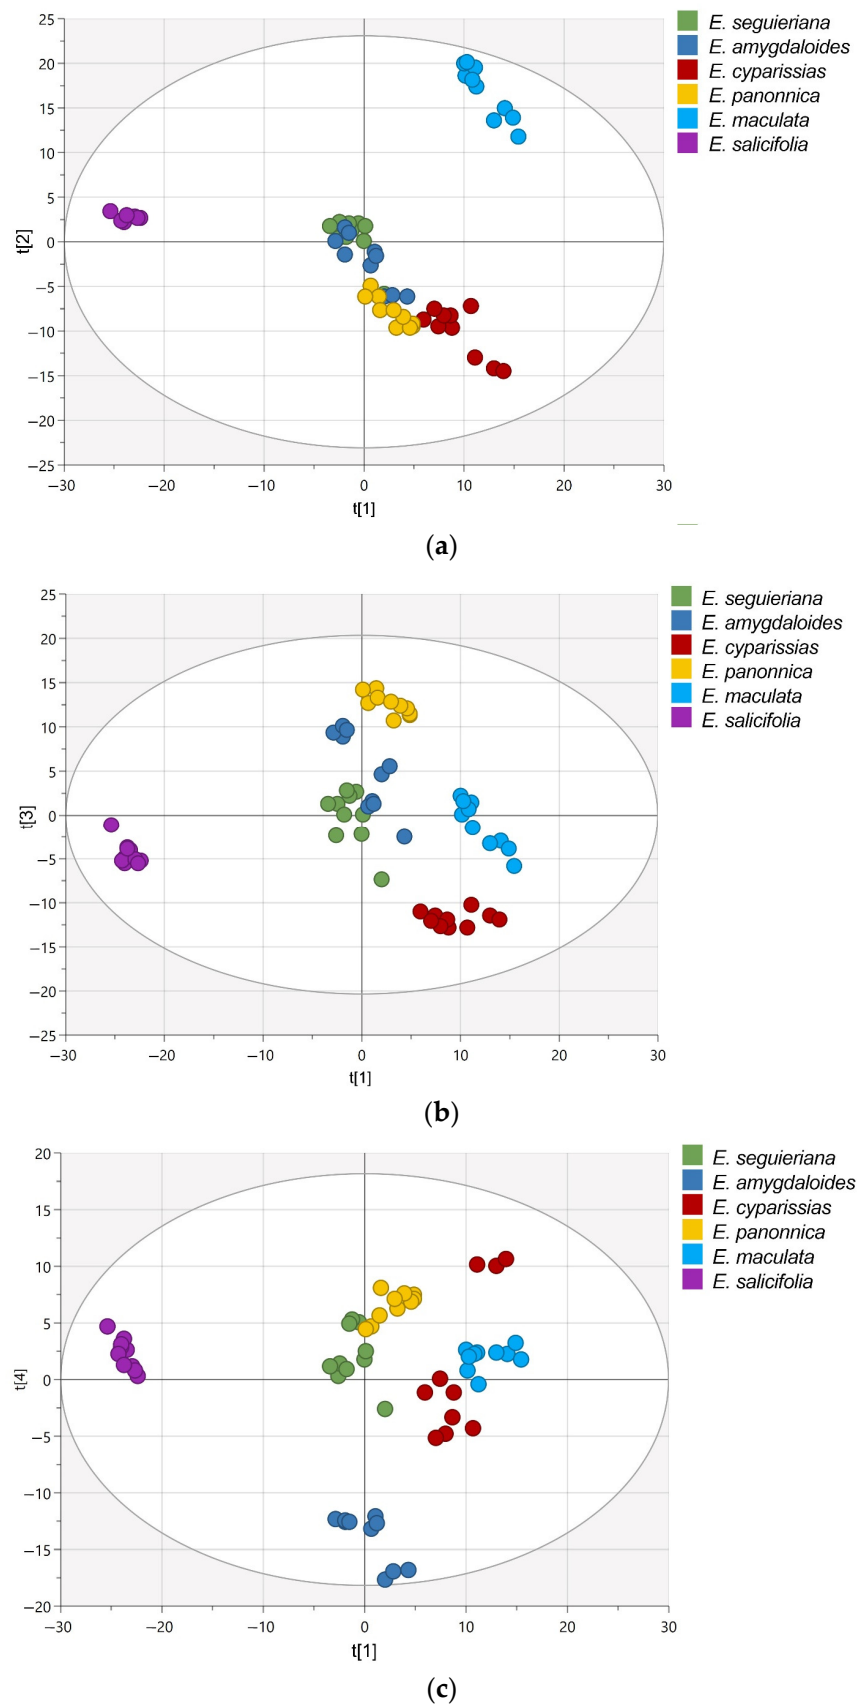 25
20
15
10
5
0
−5
−10
−15
−20
−25
t[2]
−30
−20
−10
0
10
20
30
t[1]
E. seguieriana
E. amygdaloides
E. cyparissias
E. panonnica
E. maculata
E. salicifolia
(a)
25
20
15
10
5
0
−5
−10
−15
−20
−25
t[3]
−30
−20
−10
0
10
20
30
t[1]
E. seguieriana
E. amygdaloides
E. cyparissias
E. panonnica
E. maculata
E. salicifolia
(b)
20
15
10
5
0
−5
−10
−15
−20
t[4]
−30
−20
−10
0
10
20
30
t[1]
E. seguieriana
E. amygdaloides
E. cyparissias
E. panonnica
E. maculata
E. salicifolia
(c)